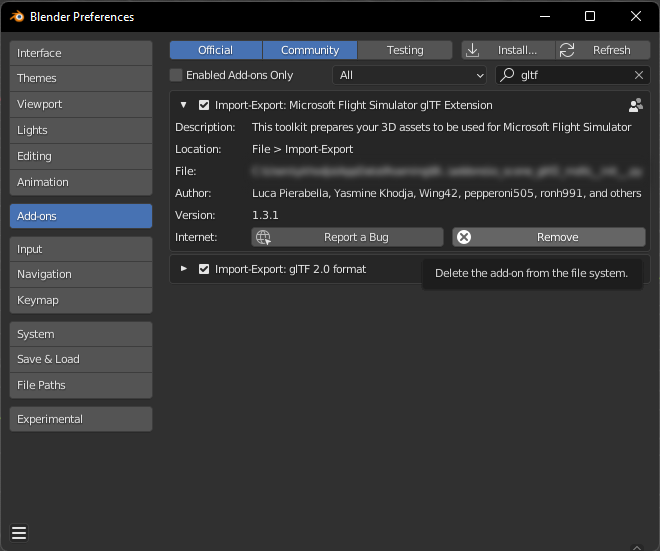 Blender Preferences
Interface
Themes
Viewport
Lights
Editing
Animation
Add-ons
Input
Navigation
Keymap
System
Save & Load
File Paths
Experimental
Official Community Testing Install... Refresh
Enabled Add-ons Only All gltf
Import-Export: Microsoft Flight Simulator glTF Extension
Description: This toolkit prepares your 3D assets to be used for Microsoft Flight Simulator
Location: File > Import-Export
File:
Author: Luca Pierabella, Yasmine Khodja, Wing42, pepperoni505, ronh991, and others
Version: 1.3.1
Internet: Report a Bug Remove
Import-Export: glTF 2.0 format
Delete the add-on from the file system.